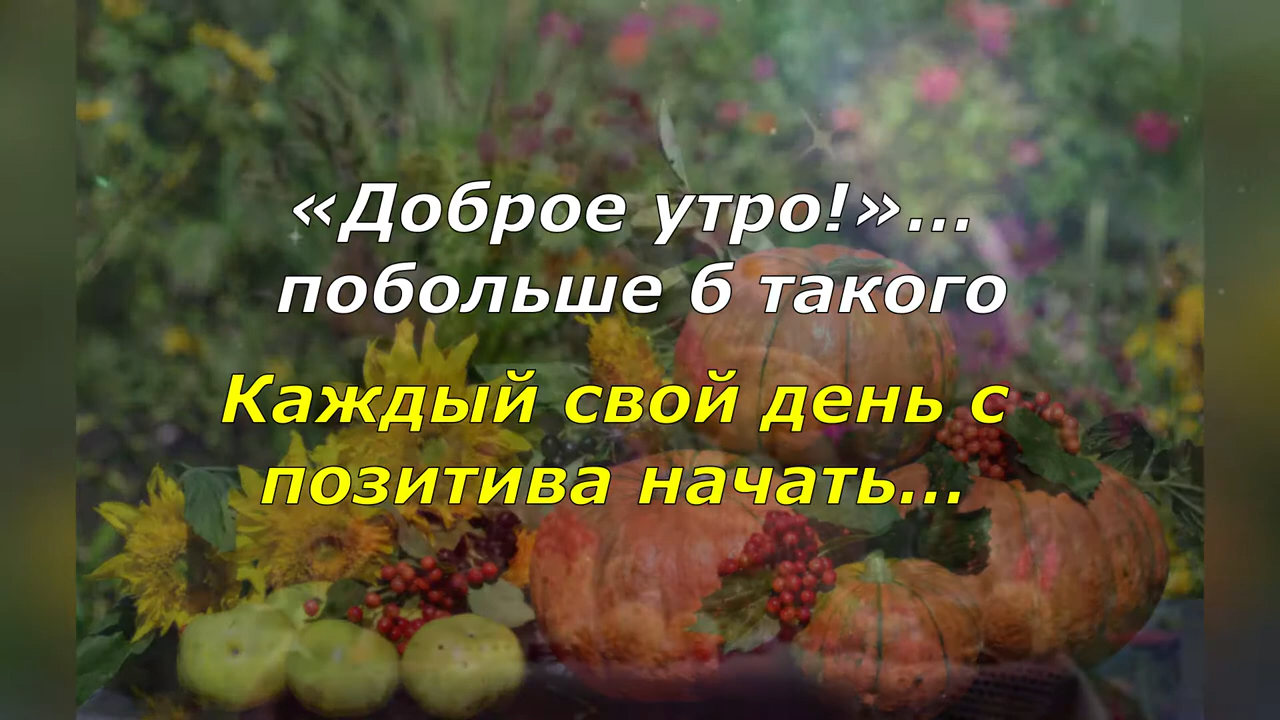 «Доброе утро!»...
побольше б такого
Каждый свой день с
позитива начать...